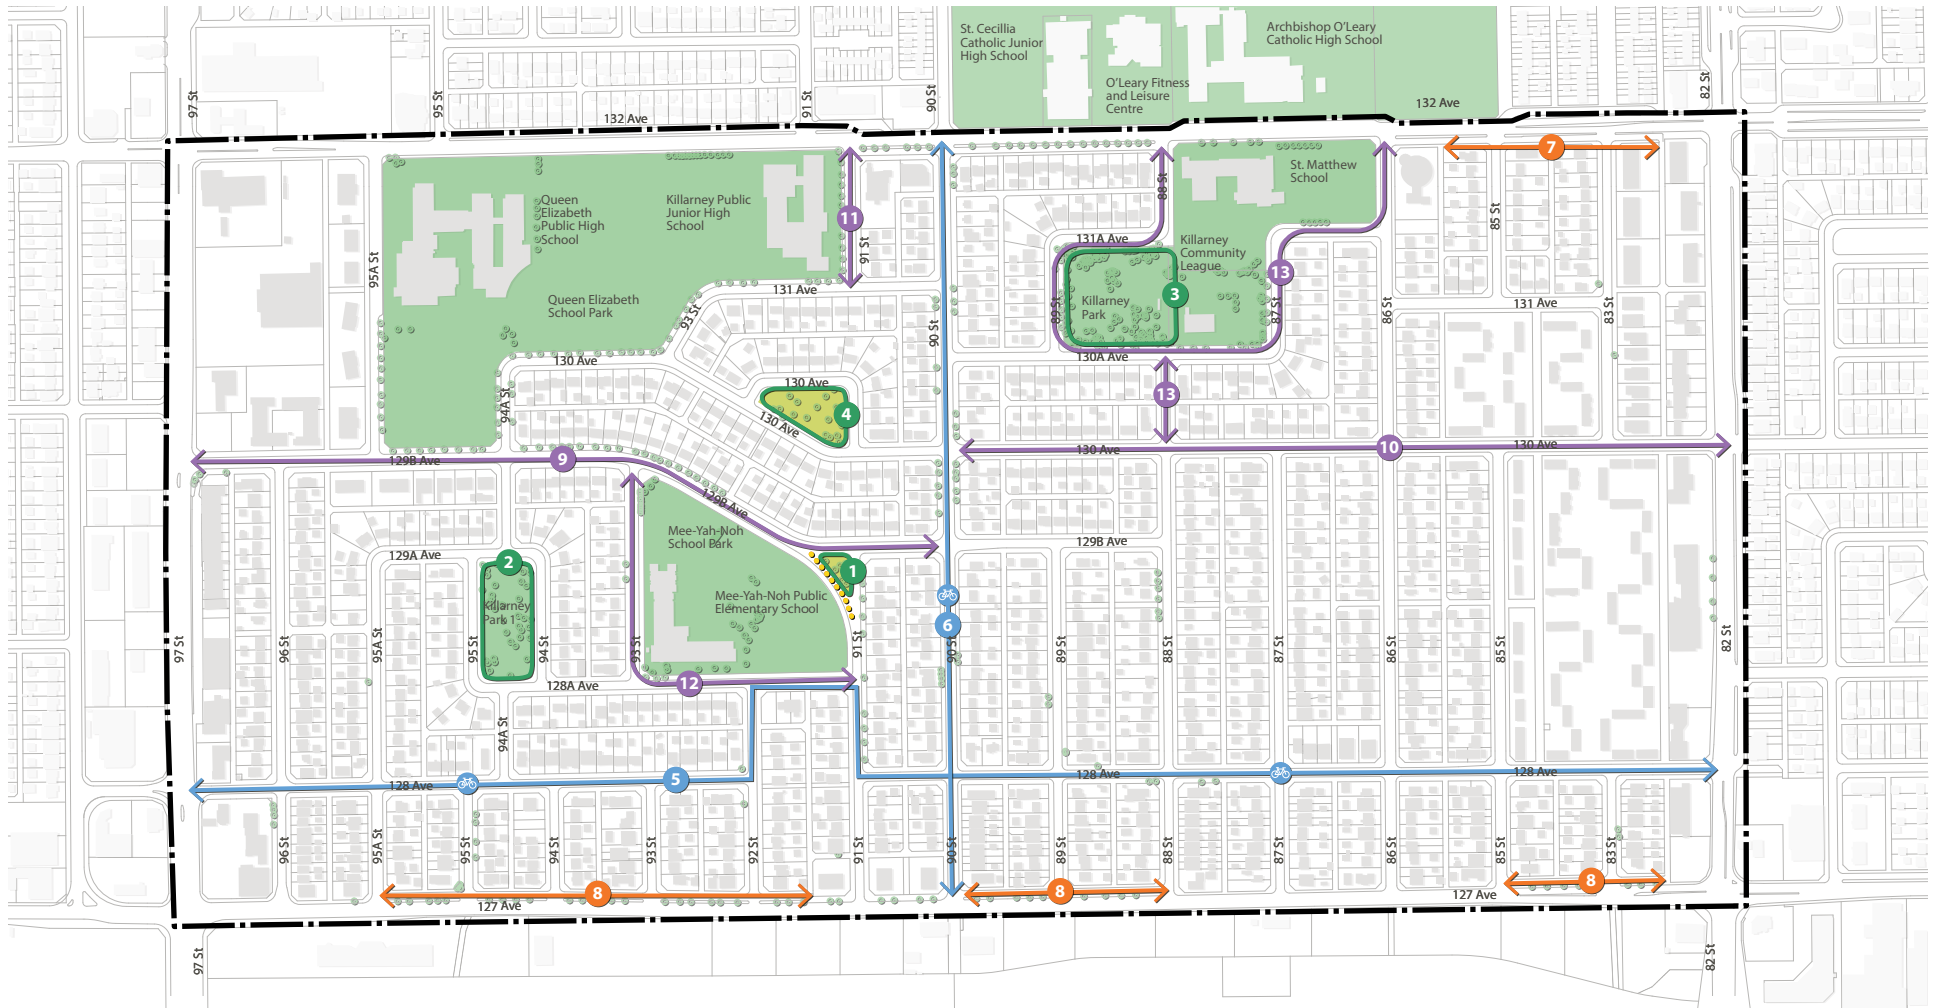 St. Cecillia
Catholic Junior
High School
Archbishop O'Leary
Catholic High School
O'Leary Fitness
and Leisure
Centre
97 St
95 St
91 St
90 St
82 St
132 Ave
132 Ave
7
Queen
Elizabeth
Public High
School
Killarney Public
Junior High
School
St. Matthew
School
88 St
85 St
11
91 St
95A St
131A Ave
Killarney
Community
League
13
3
Killarney
Park
89 St
87 St
86 St
83 St
131 Ave
131 Ave
Queen Elizabeth
School Park
93 St
90 St
130 Ave
130A Ave
130 Ave
94A St
4
130 Ave
13
130 Ave
10
130 Ave
129B Ave
9
129B Ave
Mee-Yah-Noh
School Park
129A Ave
129B Ave
2
1
Killarney
Park 1
Mee-Yah-Noh Public
Elementary School
6
97 St
96 St
95A St
95 St
94 St
93 St
91 St
90 St
89 St
88 St
87 St
86 St
85 St
82 St
128A Ave
12
94A St
5
128 Ave
128 Ave
128 Ave
96 St
95A St
95 St
94 St
93 St
92 St
91 St
90 St
89 St
88 St
87 St
86 St
85 St
83 St
8
8
8
127 Ave
127 Ave
97 St
82 St